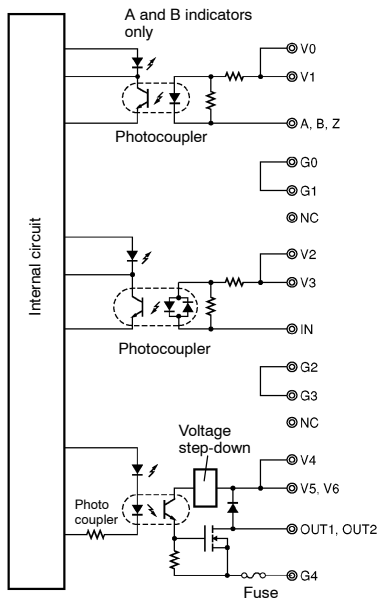 A and B indicators
only
V0
V1
A, B, Z
Photocoupler
G0
G1
NC
Internal circuit
V2
V3
IN
Photocoupler
G2
G3
NC
Voltage
step-down
V4
V5, V6
Photo
coupler
OUT1, OUT2
G4
Fuse